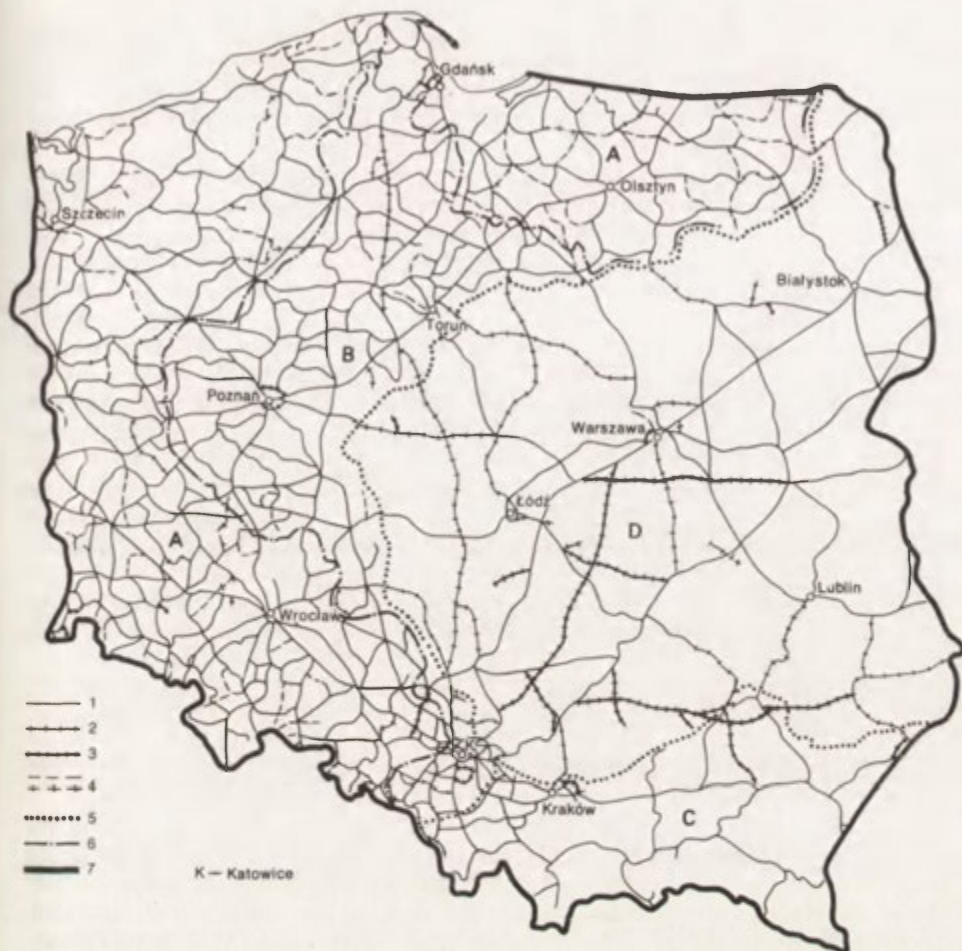 Gdańsk
A
Olsztyn
Szczecin
Białystok
Toruń
B
Poznań
Warszawa
Łódź
D
A
Lublin
Wrocław
1
2
3
K
4
5
Kraków
C
6
7
K — Katowice